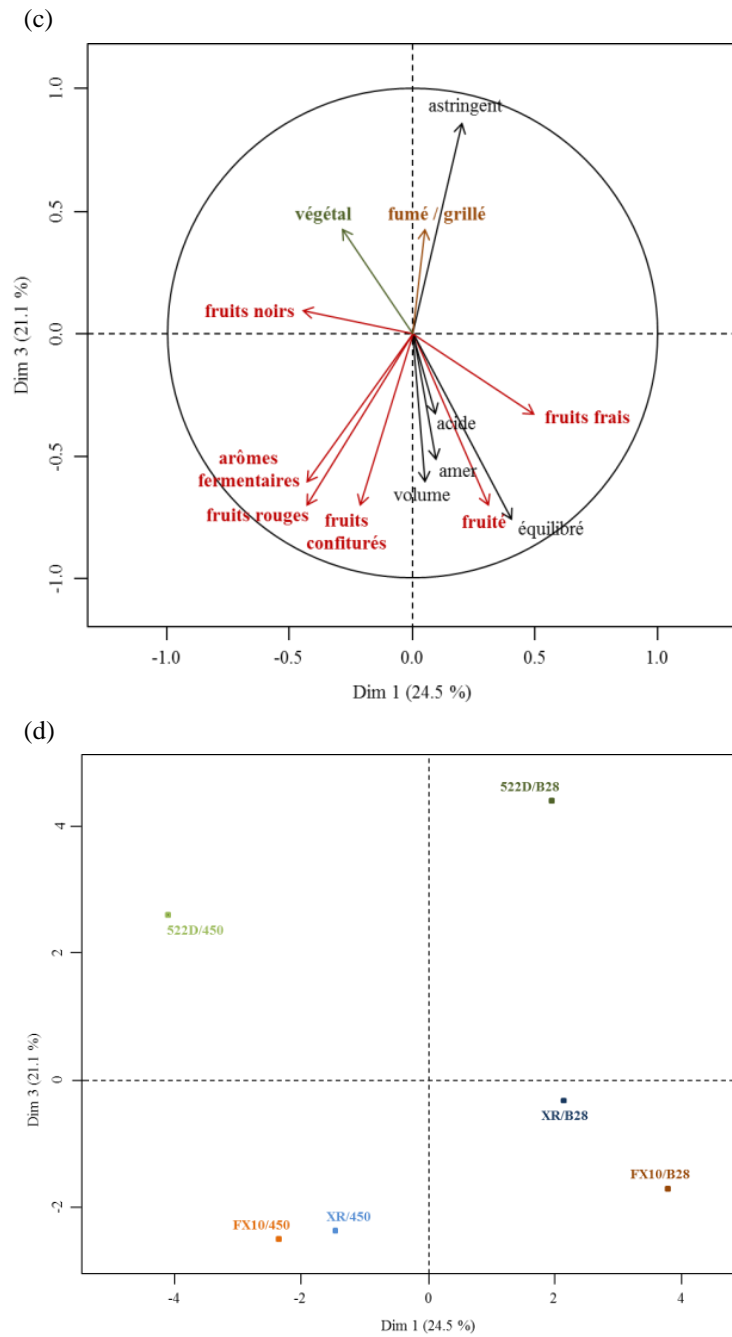 (c)
1.0
astringent
0.5
végétal
fumé / grillé
fruits noirs
0.0
Dim 3 (21.1 %)
fruits frais
acide
-0.5
arômes
fermentaires
amer
volume
fruits rouges
fruits
confiturés
fruité
équilibré
-1.0
-1.0
-0.5
0.0
0.5
1.0
Dim 1 (24.5 %)
(d)
522D/B28
4
522D/450
2
Dim 3 (21.1 %)
0
XR/B28
FX10/B28
-2
FX10/450
XR/450
-4
-2
0
2
4
Dim 1 (24.5 %)